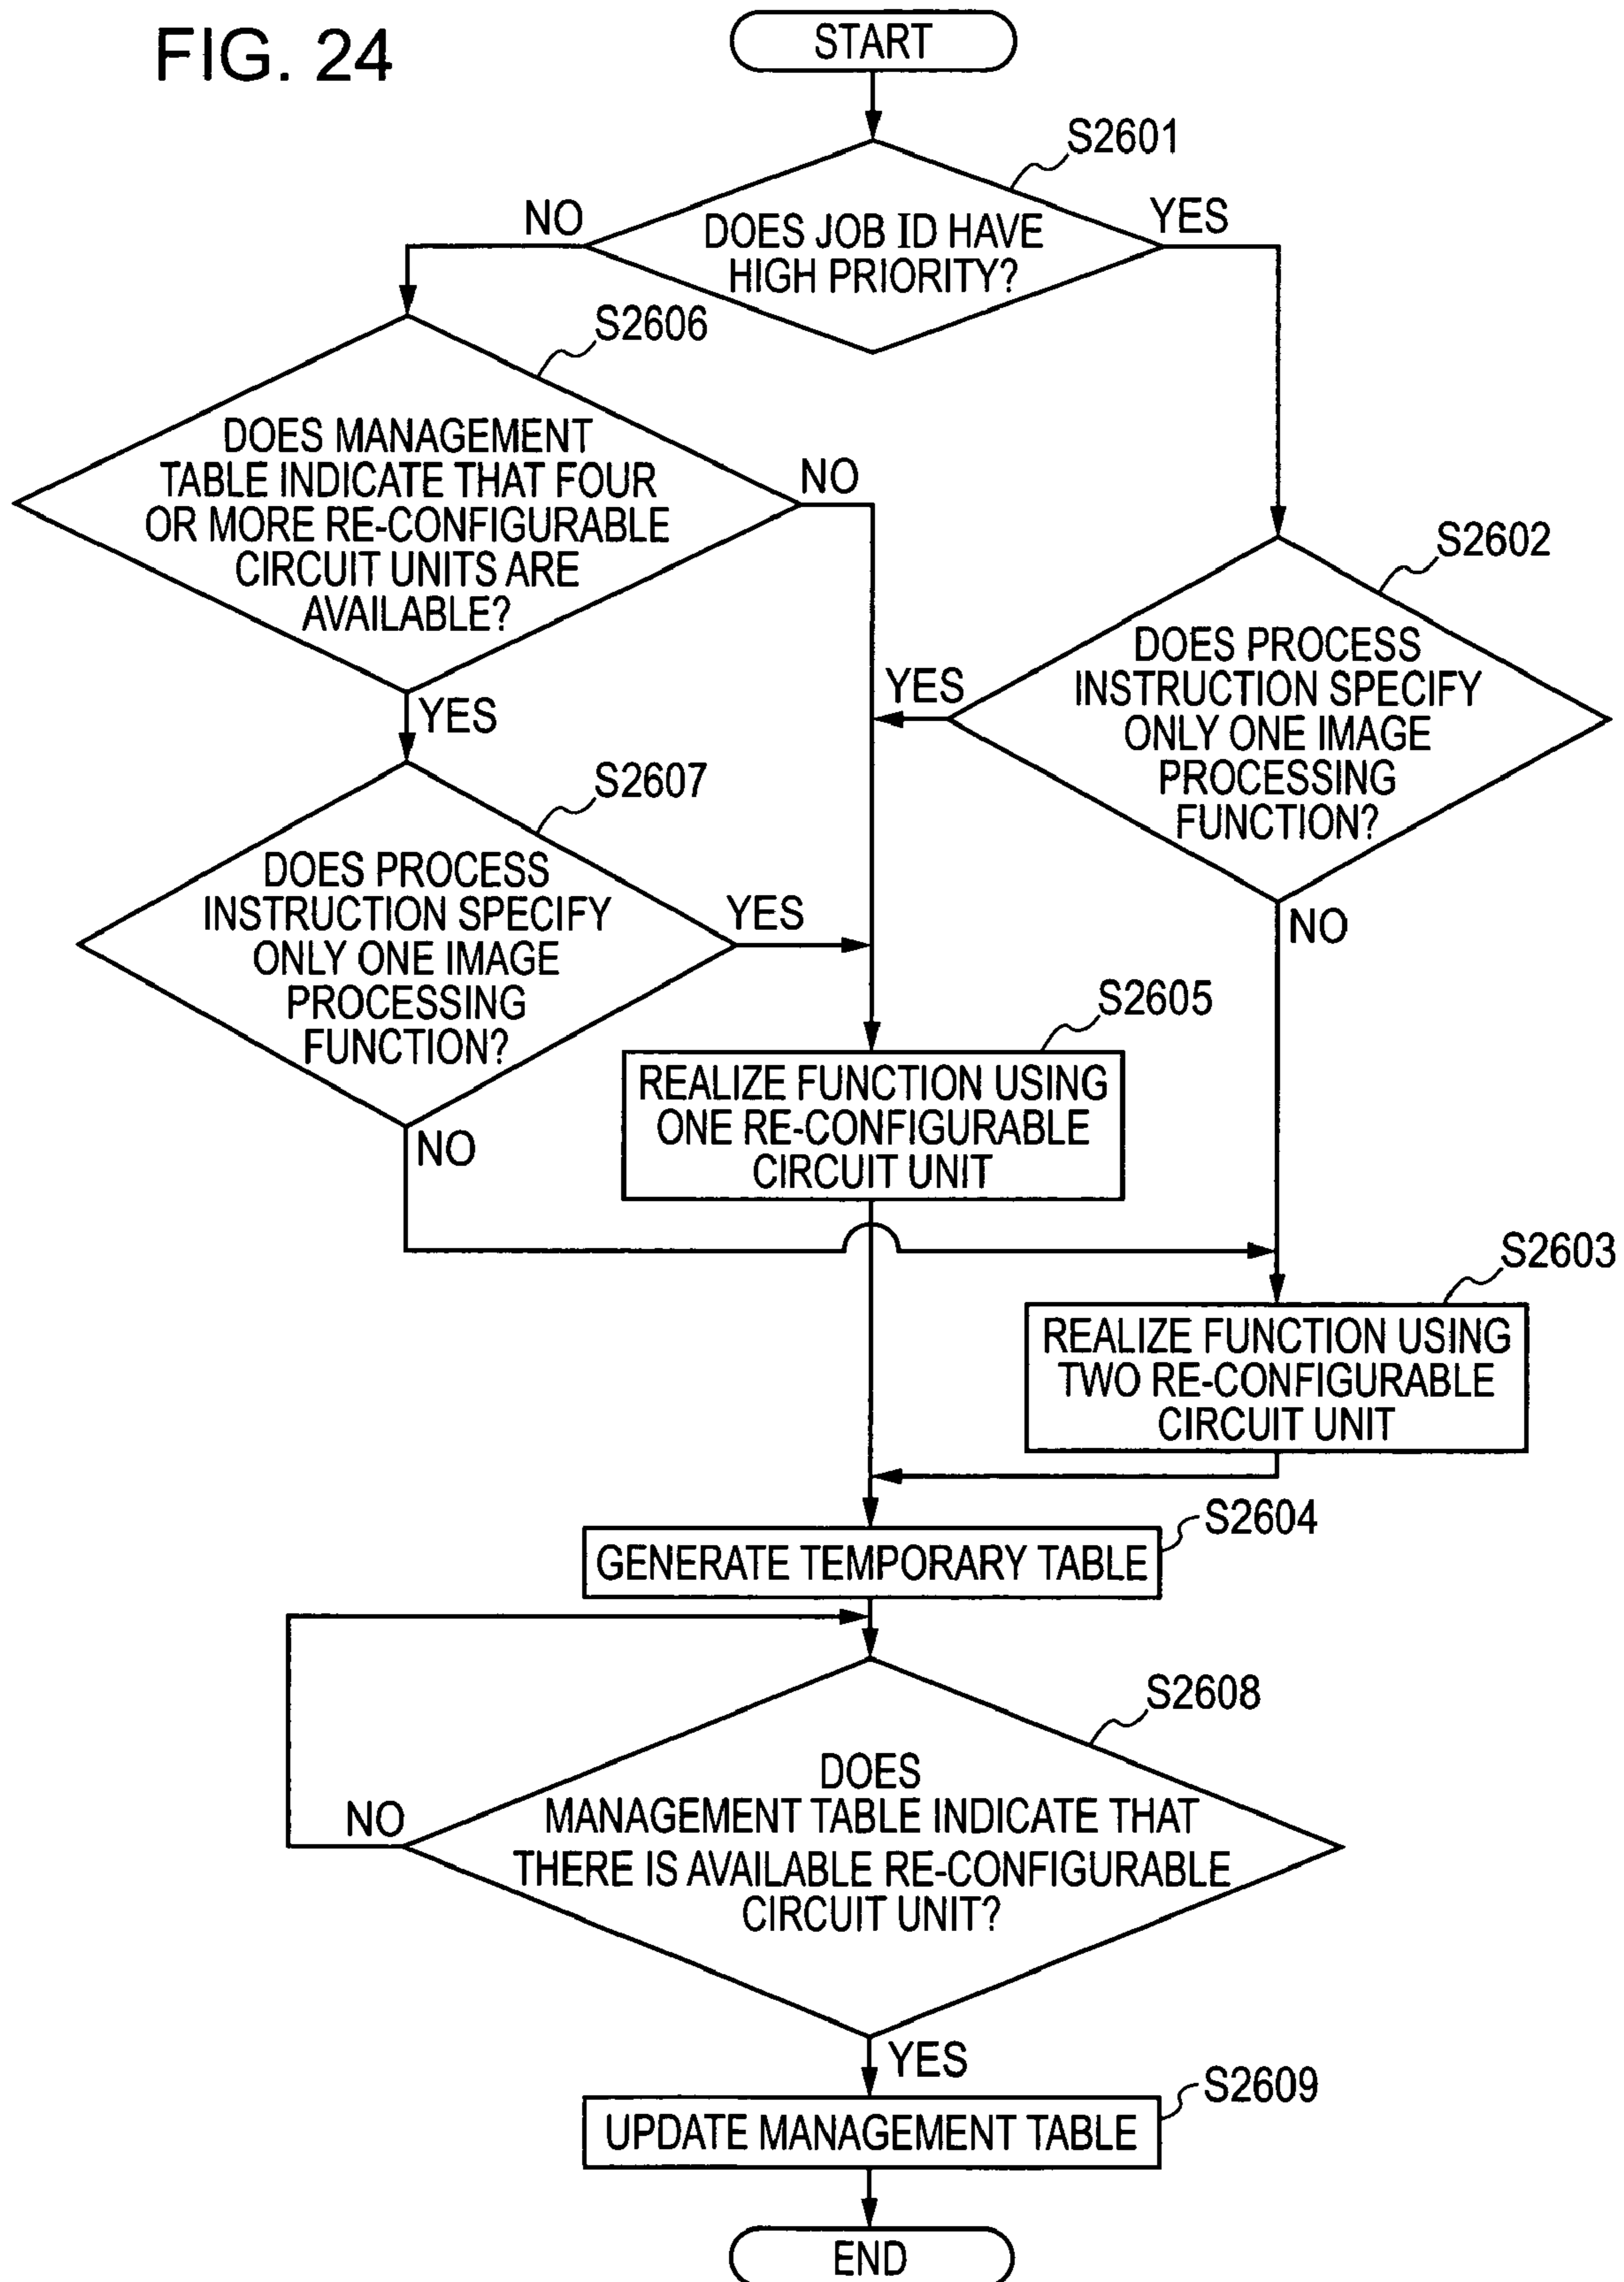 FIG. 24
START
S2601
NO
DOES JOB ID HAVE
HIGH PRIORITY?
YES
S2606
DOES MANAGEMENT
TABLE INDICATE THAT FOUR
OR MORE RE-CONFIGURABLE
CIRCUIT UNITS ARE
AVAILABLE?
NO
YES
S2602
DOES PROCESS
INSTRUCTION SPECIFY
ONLY ONE IMAGE
PROCESSING
FUNCTION?
YES
NO
S2607
DOES PROCESS
INSTRUCTION SPECIFY
ONLY ONE IMAGE
PROCESSING
FUNCTION?
YES
NO
S2605
REALIZE FUNCTION USING
ONE RE-CONFIGURABLE
CIRCUIT UNIT
S2603
REALIZE FUNCTION USING
TWO RE-CONFIGURABLE
CIRCUIT UNIT
S2604
GENERATE TEMPORARY TABLE
S2608
DOES
MANAGEMENT TABLE INDICATE THAT
THERE IS AVAILABLE RE-CONFIGURABLE
CIRCUIT UNIT?
NO
YES
S2609
UPDATE MANAGEMENT TABLE
END